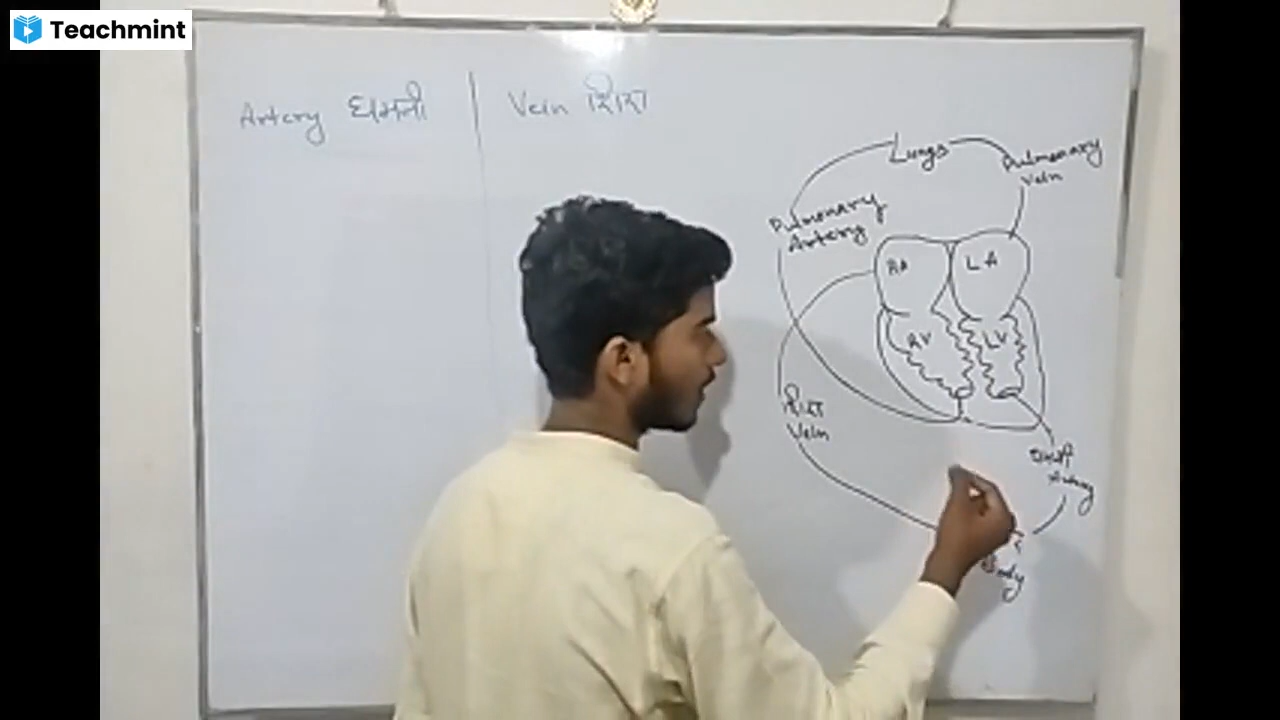 Teachmint
Artery धमनी
Vein शिरा
Lungs
Pulmonary
Vein
Pulmonary
Artery
RA
LA
RV
LV
शिरा
Vein
धमनी
Artery
Body